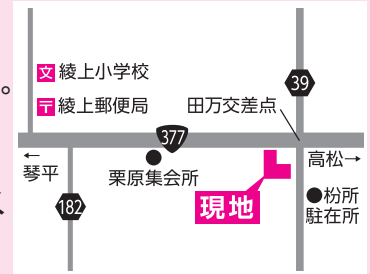 。
文 綾上小学校
39
〒 綾上郵便局
田万交差点
377
←
琴平
栗原集会所
高松→
182
現地
●枌所
駐在所